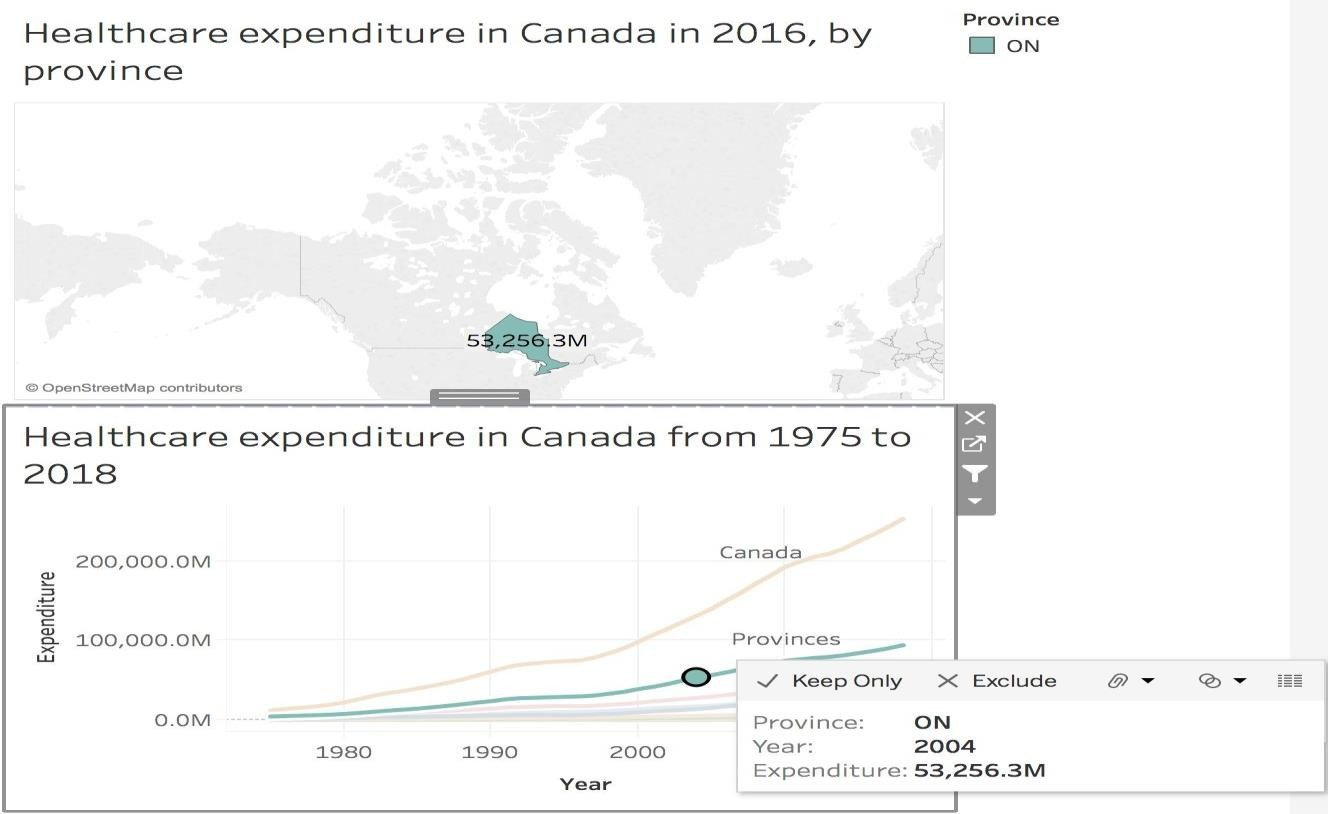 Healthcare expenditure in Canada in 2016, by
province
Province
ON
53,256.3M
© OpenStreetMap contributors
Healthcare expenditure in Canada from 1975 to
2018
Expenditure
200,000.0M
100,000.0M
0.0M
Canada
Provinces
1980
1990
2000
Year
Keep Only
Exclude
Province: ON
Year: 2004
Expenditure: 53,256.3M